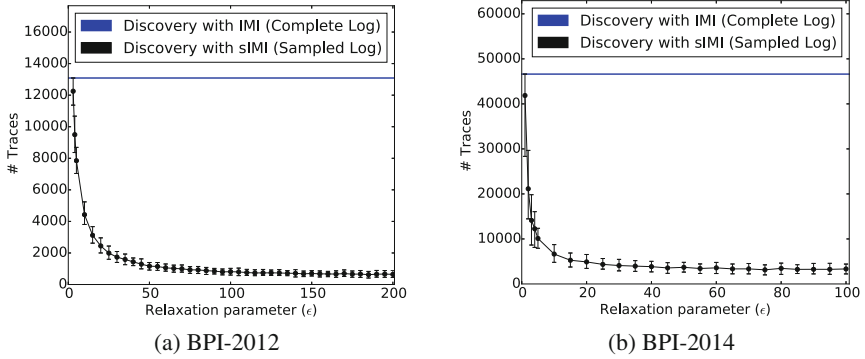 16000
14000
12000
10000
8000
6000
4000
2000
0
# Traces
Discovery with IMI (Complete Log)
Discovery with sIMI (Sampled Log)
0
50
100
150
200
Relaxation parameter (ϵ)
(a) BPI-2012
60000
50000
40000
30000
20000
10000
0
# Traces
Discovery with IMI (Complete Log)
Discovery with sIMI (Sampled Log)
0
20
40
60
80
100
Relaxation parameter (ϵ)
(b) BPI-2014